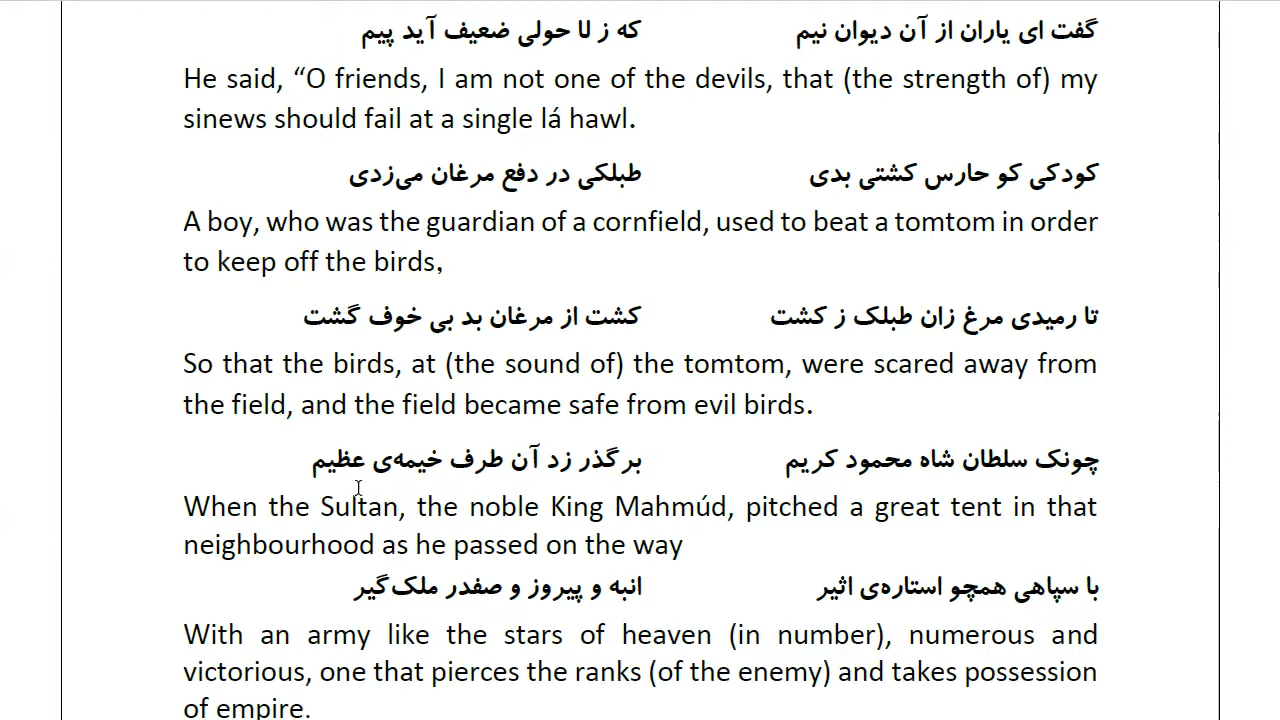 گفت ای یاران از آن دیوان نیم که ز لا حولی ضعیف آید پیم
He said, “O friends, I am not one of the devils, that (the strength of) my
sinews should fail at a single lá hawl.
کودکی کو حارس کشتی بدی طبلکی در دفع مرغان می‌زدی
A boy, who was the guardian of a cornfield, used to beat a tomtom in order
to keep off the birds,
تا رمیدی مرغ زان طبلک ز کشت کشت از مرغان بد بی خوف گشت
So that the birds, at (the sound of) the tomtom, were scared away from
the field, and the field became safe from evil birds.
چونک سلطان شاه محمود کریم برگذر زد آن طرف خیمه‌ی عظیم
When the Sultan, the noble King Mahmúd, pitched a great tent in that
neighbourhood as he passed on the way
با سپاهی همچو استاره‌ی اثیر انبه و پیروز و صفدر ملک‌گیر
With an army like the stars of heaven (in number), numerous and
victorious, one that pierces the ranks (of the enemy) and takes possession
of empire.